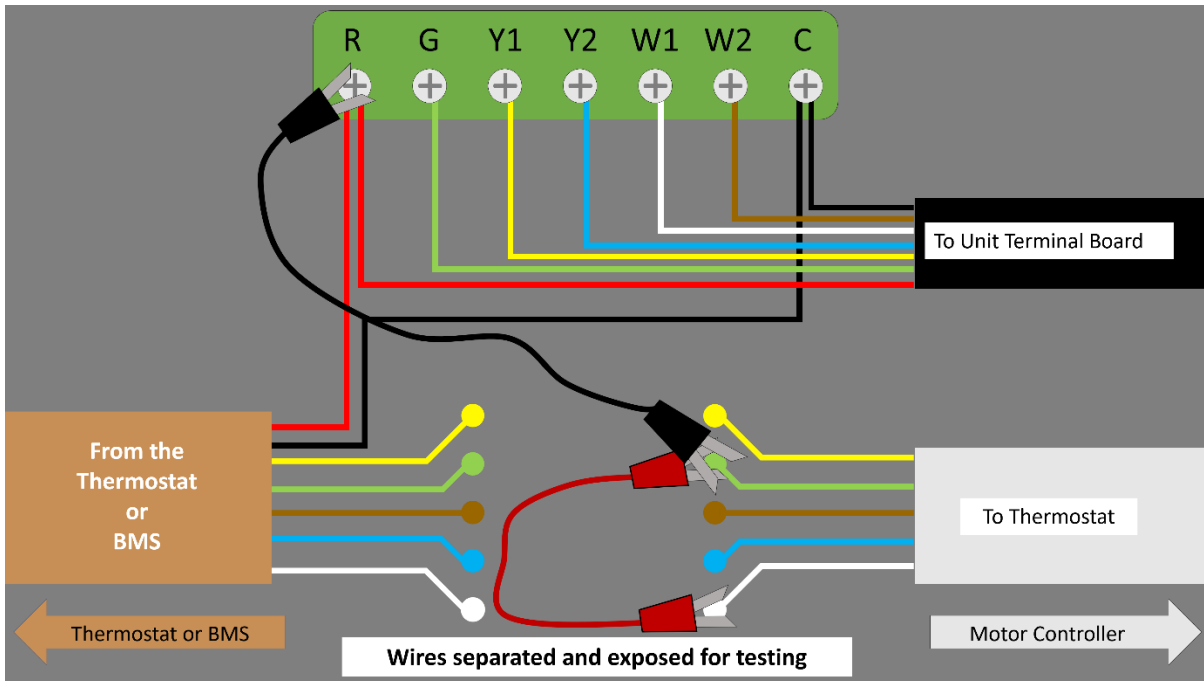 R G Y1 Y2 W1 W2 C
To Unit Terminal Board
From the
Thermostat
or
BMS
To Thermostat
Thermostat or BMS
Motor Controller
Wires separated and exposed for testing